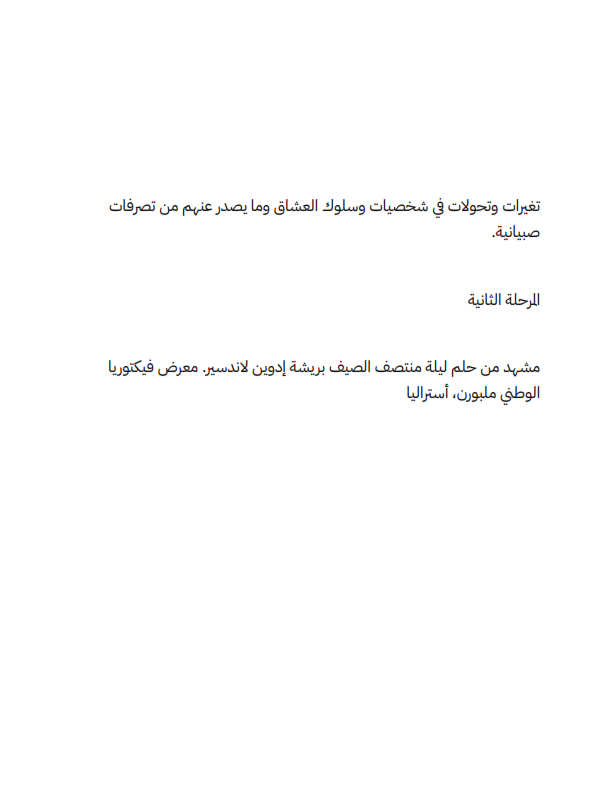 تغيرات وتحولات في شخصيات وسلوك العشاق وما يصدر عنهم من تصرفات
صبيانية.
المرحلة الثانية
مشهد من حلم ليلة منتصف الصيف بريشة إدوين لاندسير. معرض فيكتوريا
الوطني ملبورن، أستراليا